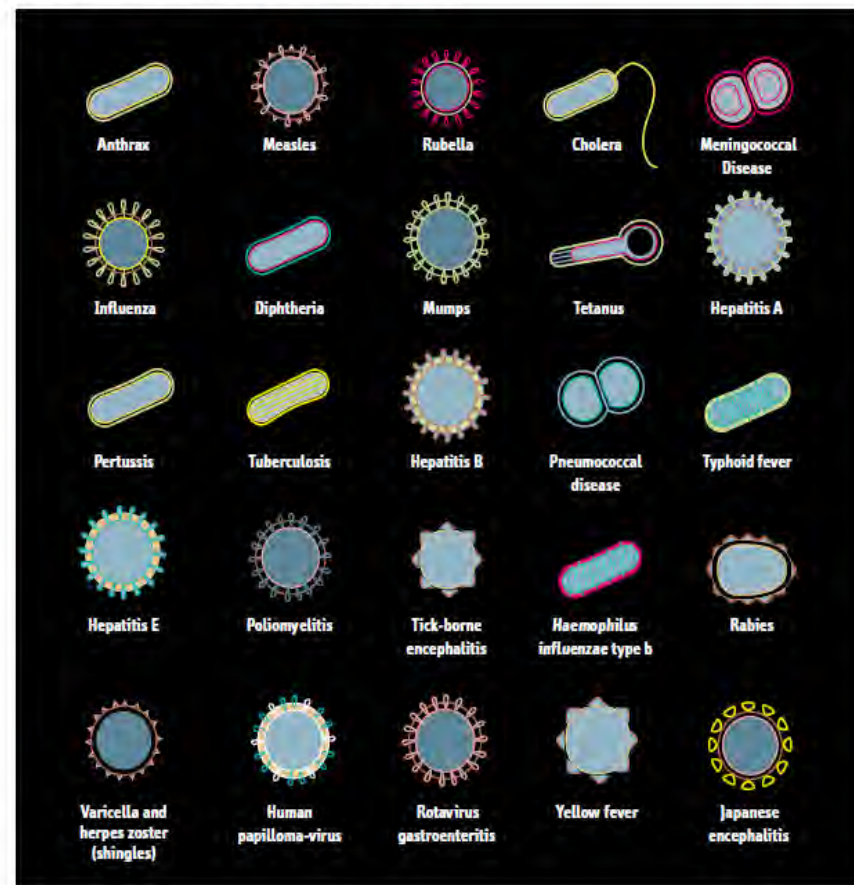 Anthrax
Measles
Rubella
Cholera
Meningococcal
Disease
Influenza
Diphtheria
Mumps
Tetanus
Hepatitis A
Pertussis
Tuberculosis
Hepatitis B
Pneumococcal
disease
Typhoid fever
Hepatitis E
Poliomyelitis
Tick-borne
encephalitis
Haemophilus
influenzae type b
Rabies
Varicella and
herpes zoster
(shingles)
Human
papilloma-virus
Rotavirus
gastroenteritis
Yellow fever
Japanese
encephalitis